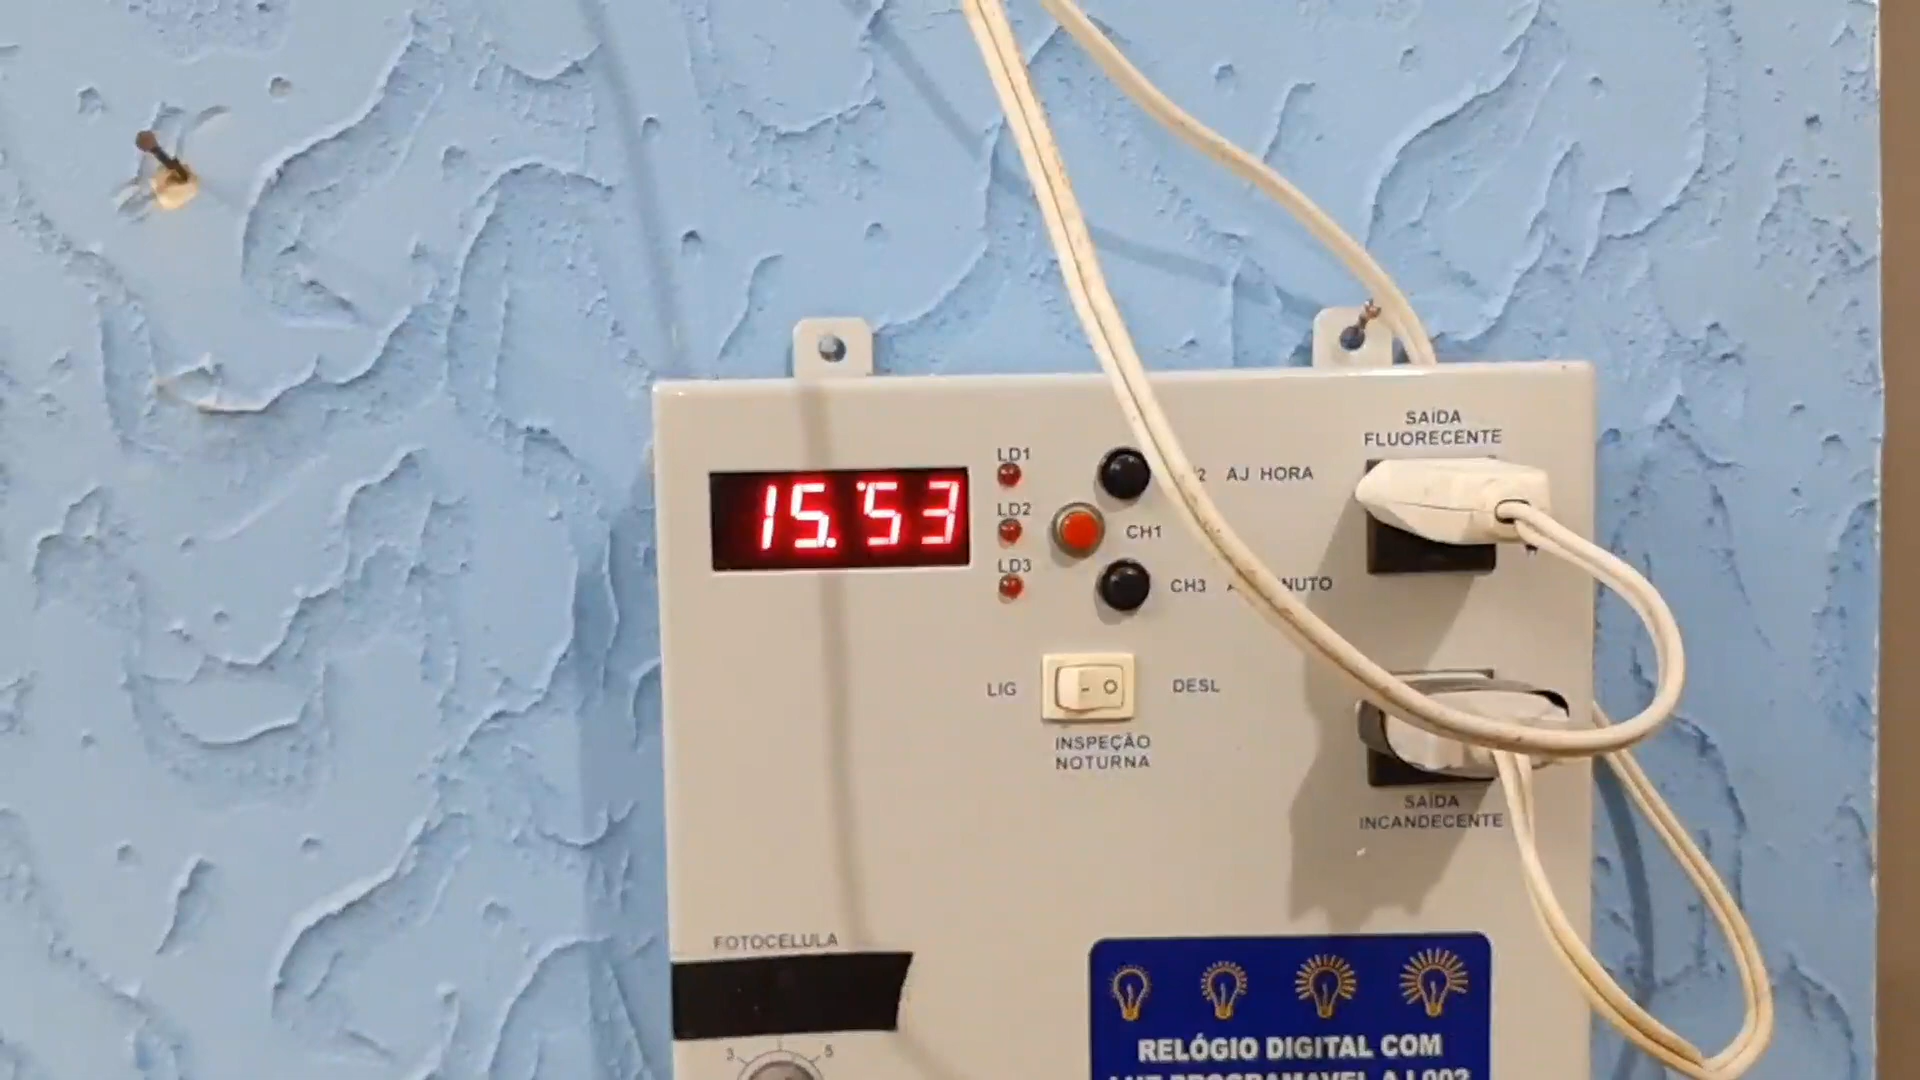 SAÍDA
FLUORECENTE
15.53
LD1
LD2
LD3
AJ HORA
CH1
CH3
LIG
DESL
INSPEÇÃO
NOTURNA
SAÍDA
INCANDECENTE
FOTOCELULA
3
5
RELÓGIO DIGITAL COM